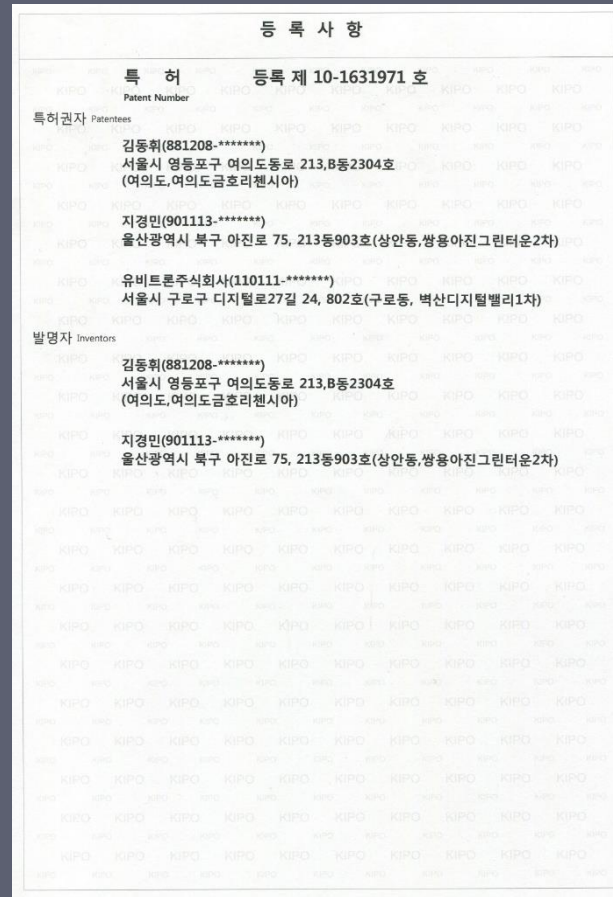 등 록 사 항
특 허 등록 제 10-1631971 호
Patent Number
특허권자 Patentees
김동휘(881208-*******)
서울시 영등포구 여의도동로 213,B동2304호
(여의도,여의도금호리첸시아)
지경민(901113-*******)
울산광역시 북구 아진로 75, 213동903호(상안동,쌍용아진그린터운2차)
유비트론주식회사(110111-*******)
서울시 구로구 디지털로27길 24, 802호(구로동, 벽산디지털밸리1차)
발명자 Inventors
김동휘(881208-*******)
서울시 영등포구 여의도동로 213,B동2304호
(여의도,여의도금호리첸시아)
지경민(901113-*******)
울산광역시 북구 아진로 75, 213동903호(상안동,쌍용아진그린터운2차)